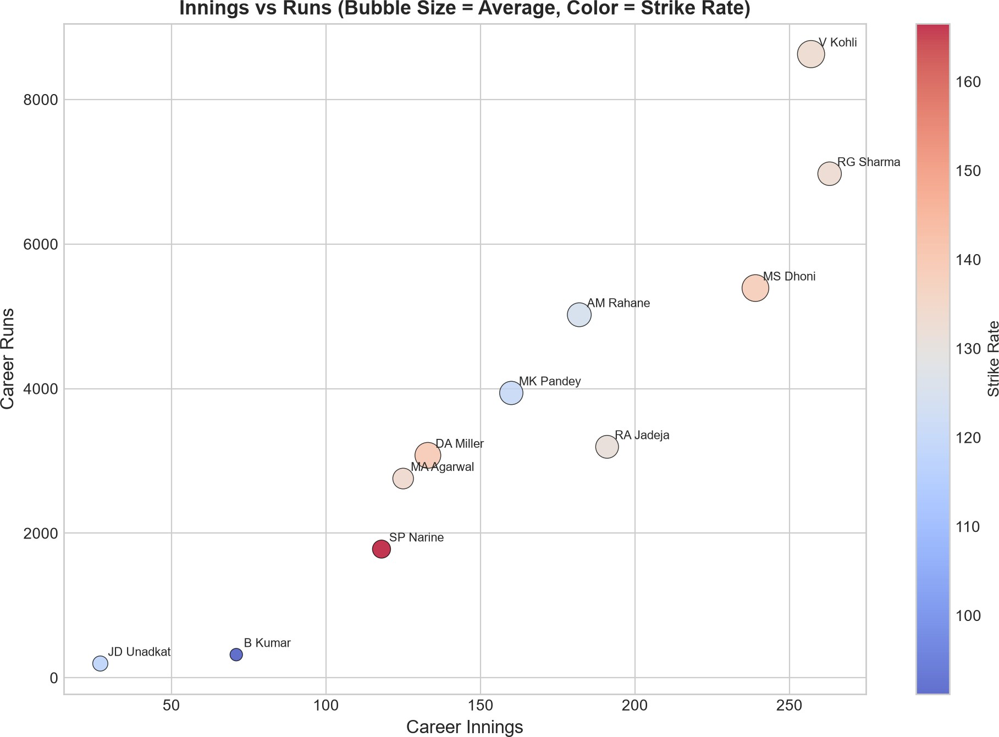 Innings vs Runs (Bubble Size = Average, Color = Strike Rate)
V Kohli
160
8000
RG Sharma
150
6000
140
MS Dhoni
AM Rahane
130
Career Runs
Strike Rate
MK Pandey
4000
RA Jadeja
120
DA Miller
MA Agarwal
110
2000
SP Narine
100
B Kumar
JD Unadkat
0
50
100
150
200
250
Career Innings